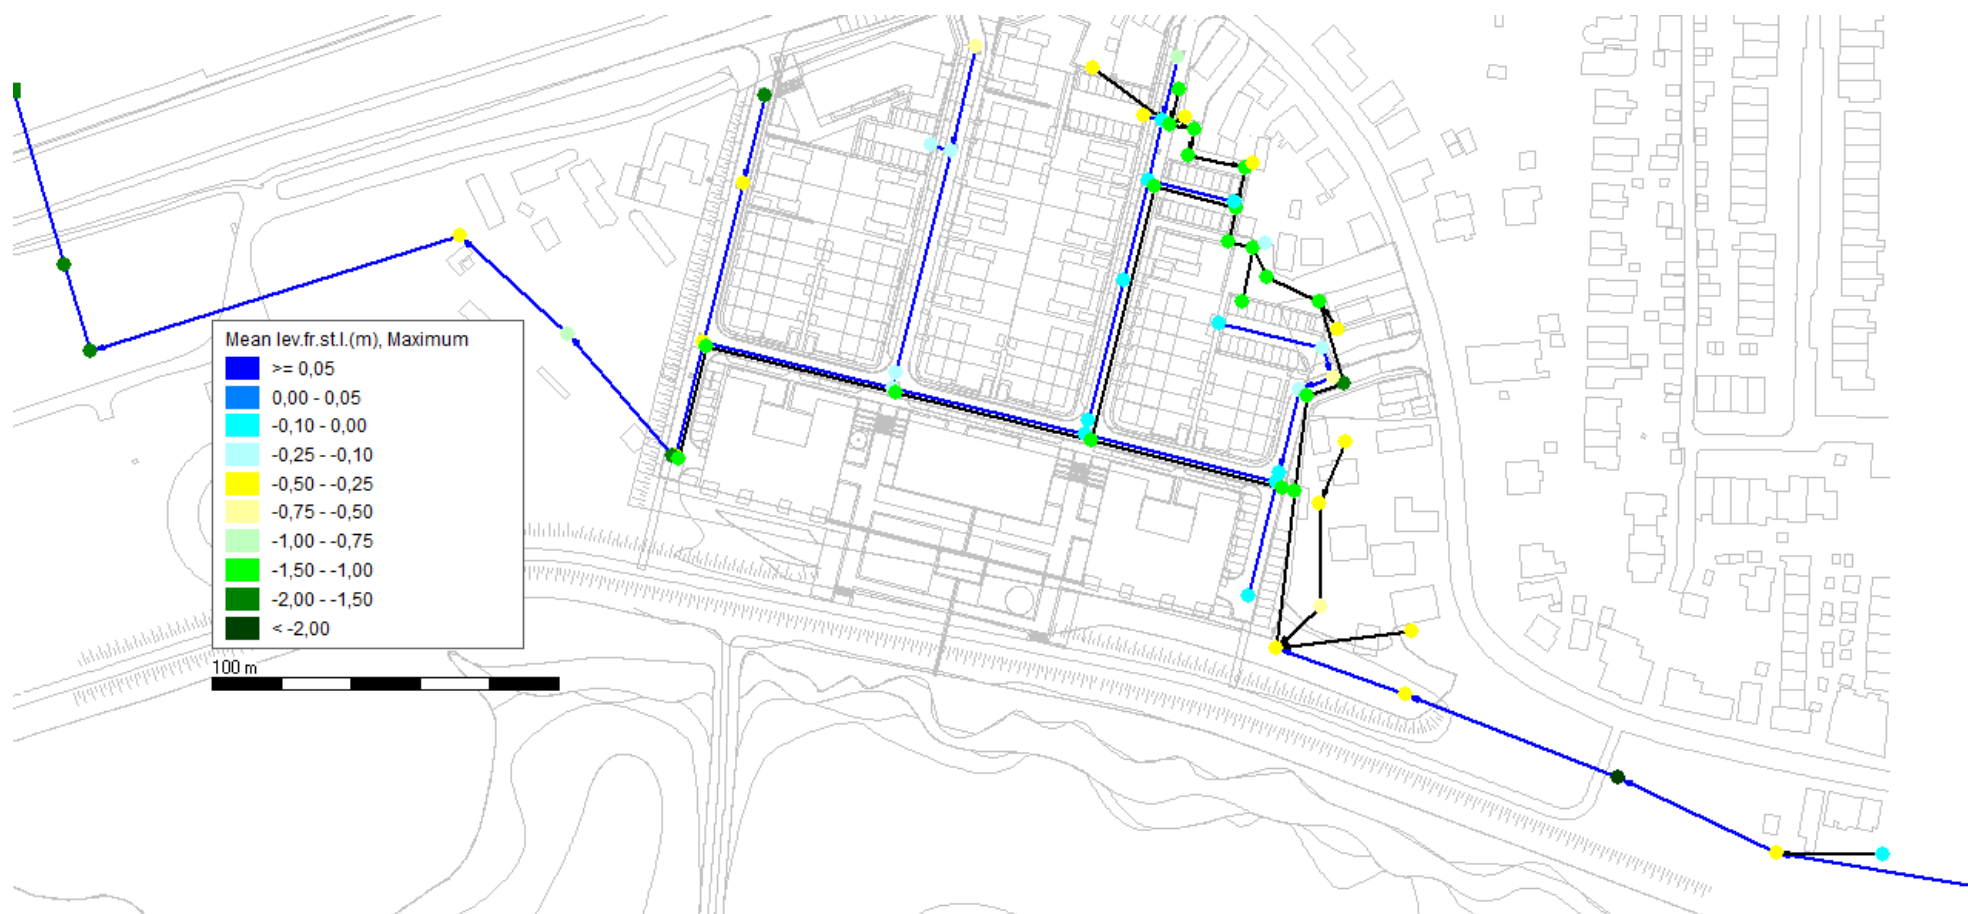 Mean lev.fr.st.l.(m), Maximum
>= 0,05
0,00 - 0,05
-0,10 - 0,00
-0,25 - -0,10
-0,50 - -0,25
-0,75 - -0,50
-1,00 - -0,75
-1,50 - -1,00
-2,00 - -1,50
< -2,00
100 m